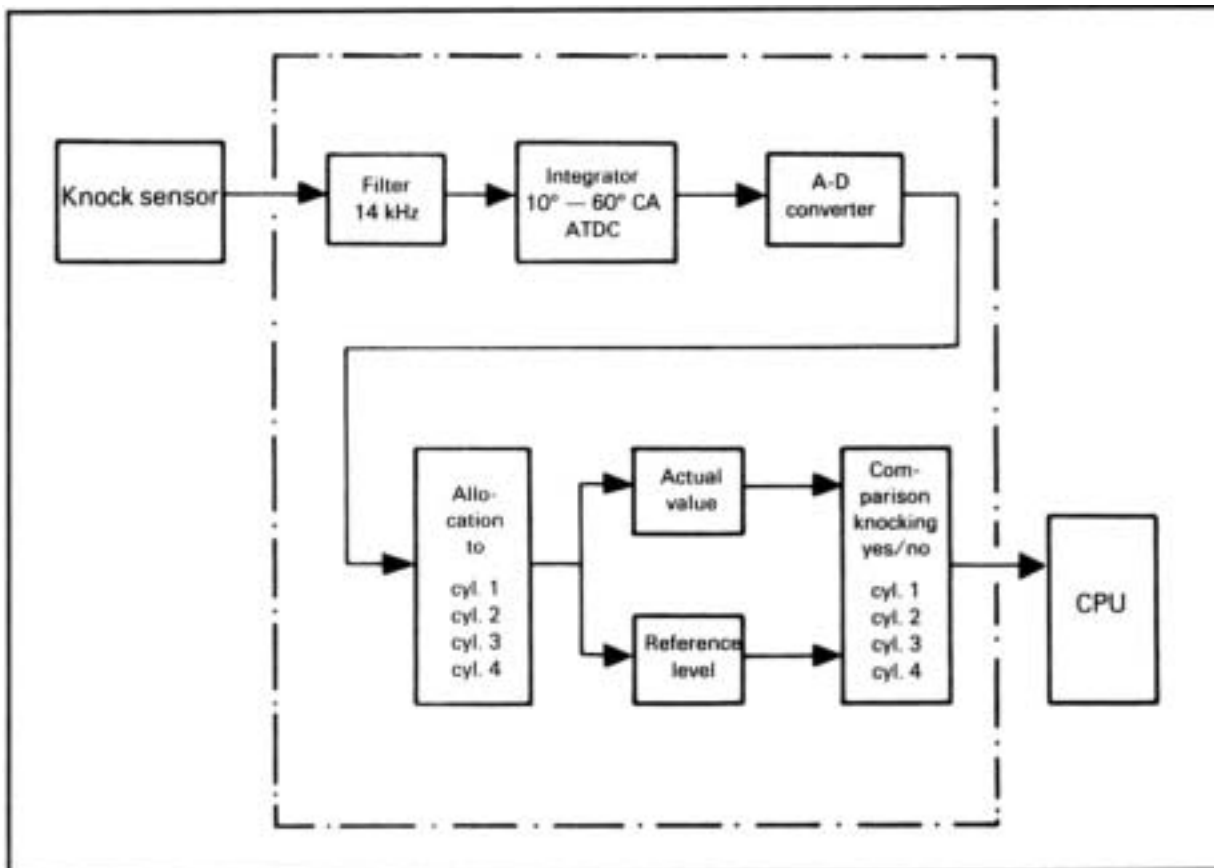 Knock sensor
Filter
14 kHz
Integrator
10° — 60° CA
ATDC
A-D
converter
Allo-
cation
to
cyl. 1
cyl. 2
cyl. 3
cyl. 4
Actual
value
Reference
level
Com-
parison
knocking
yes/no
cyl. 1
cyl. 2
cyl. 3
cyl. 4
CPU